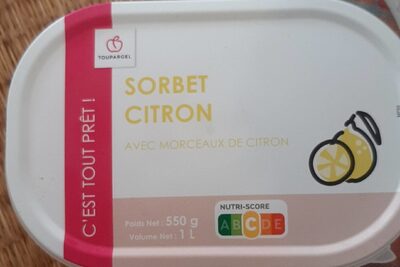 TOUPARGEL
C'EST TOUT PRÊT !
SORBET
CITRON
AVEC MORCEAUX DE CITRON
Poids Net : 550 g
Volume Net : 1 L
NUTRI-SCORE
A B C D E